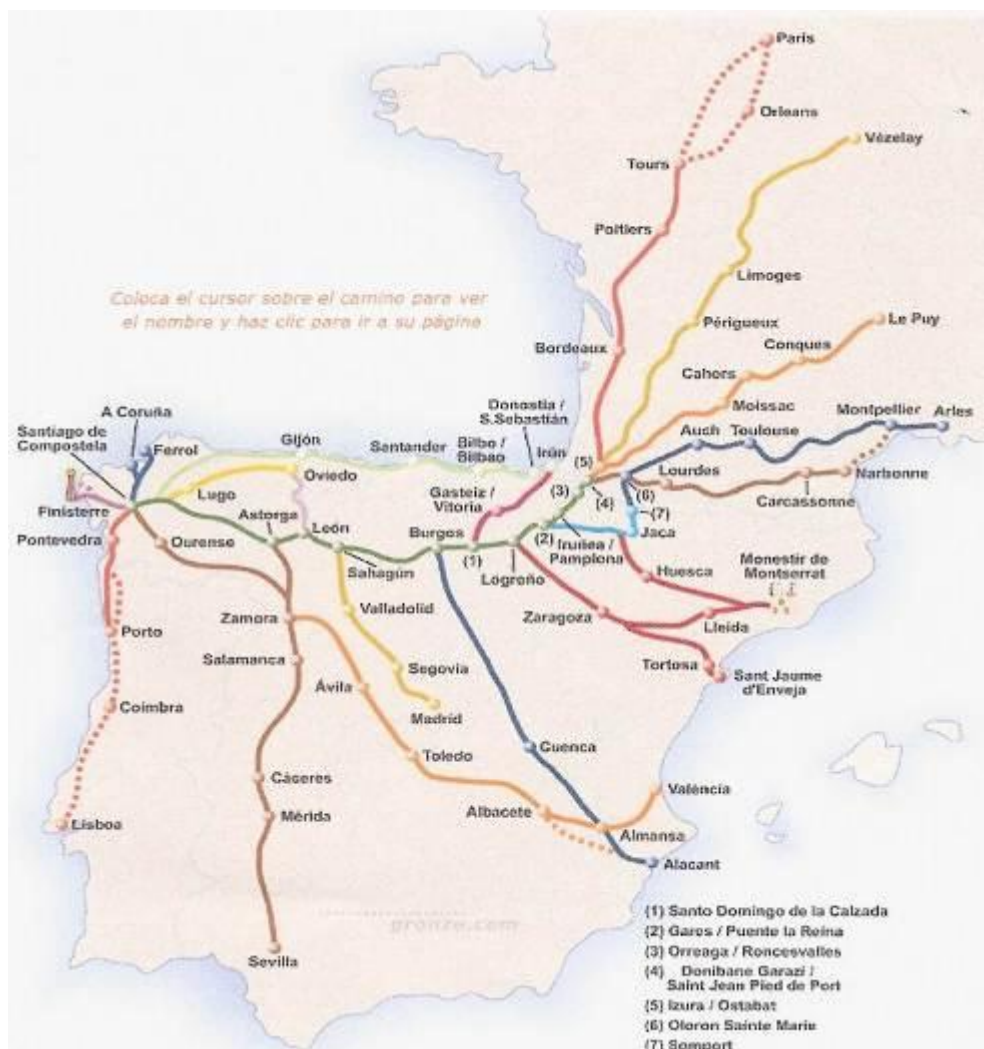 París
Orleans
Vézelay
Tours
Poitiers
Limoges
Coloca el cursor sobre el camino para ver
el nombre y haz clic para ir a su página
Périgueux
Le Puy
Conques
Bordeaux
Cahors
Moissac
A Coruña
Donostia /
S.Sebastián
Montpellier
Arles
Santiago de
Compostela
Ferrol
Gijón
Santander
Bilbo /
Bilbao
Irún
Auch
Toulouse
Oviedo
(5)
Lourdes
Narbonne
Lugo
Gasteiz /
Vitoria
(3)
(4)
(6)
Carcassonne
Finisterre
Astorga
León
(7)
Pontevedra
Ourense
Burgos
(2)
Iruñea /
Pamplona
Jaca
(1)
Sahagún
Logroño
Huesca
Monestir de
Montserrat
Valladolid
Zamora
Zaragoza
Lleida
Porto
Salamanca
Segovia
Tortosa
Sant Jaume
d'Enveja
Ávila
Coimbra
Madrid
Toledo
Cuenca
Cáceres
València
Albacete
Lisboa
Mérida
Almansa
Alacant
gronze.com
Sevilla
(1) Santo Domingo de la Calzada
(2) Gares / Puente la Reina
(3) Orreaga / Roncesvalles
(4) Donibane Garazi /
Saint Jean Pied de Port
(5) Izura / Ostabat
(6) Oloron Sainte Marie
(7) Somport